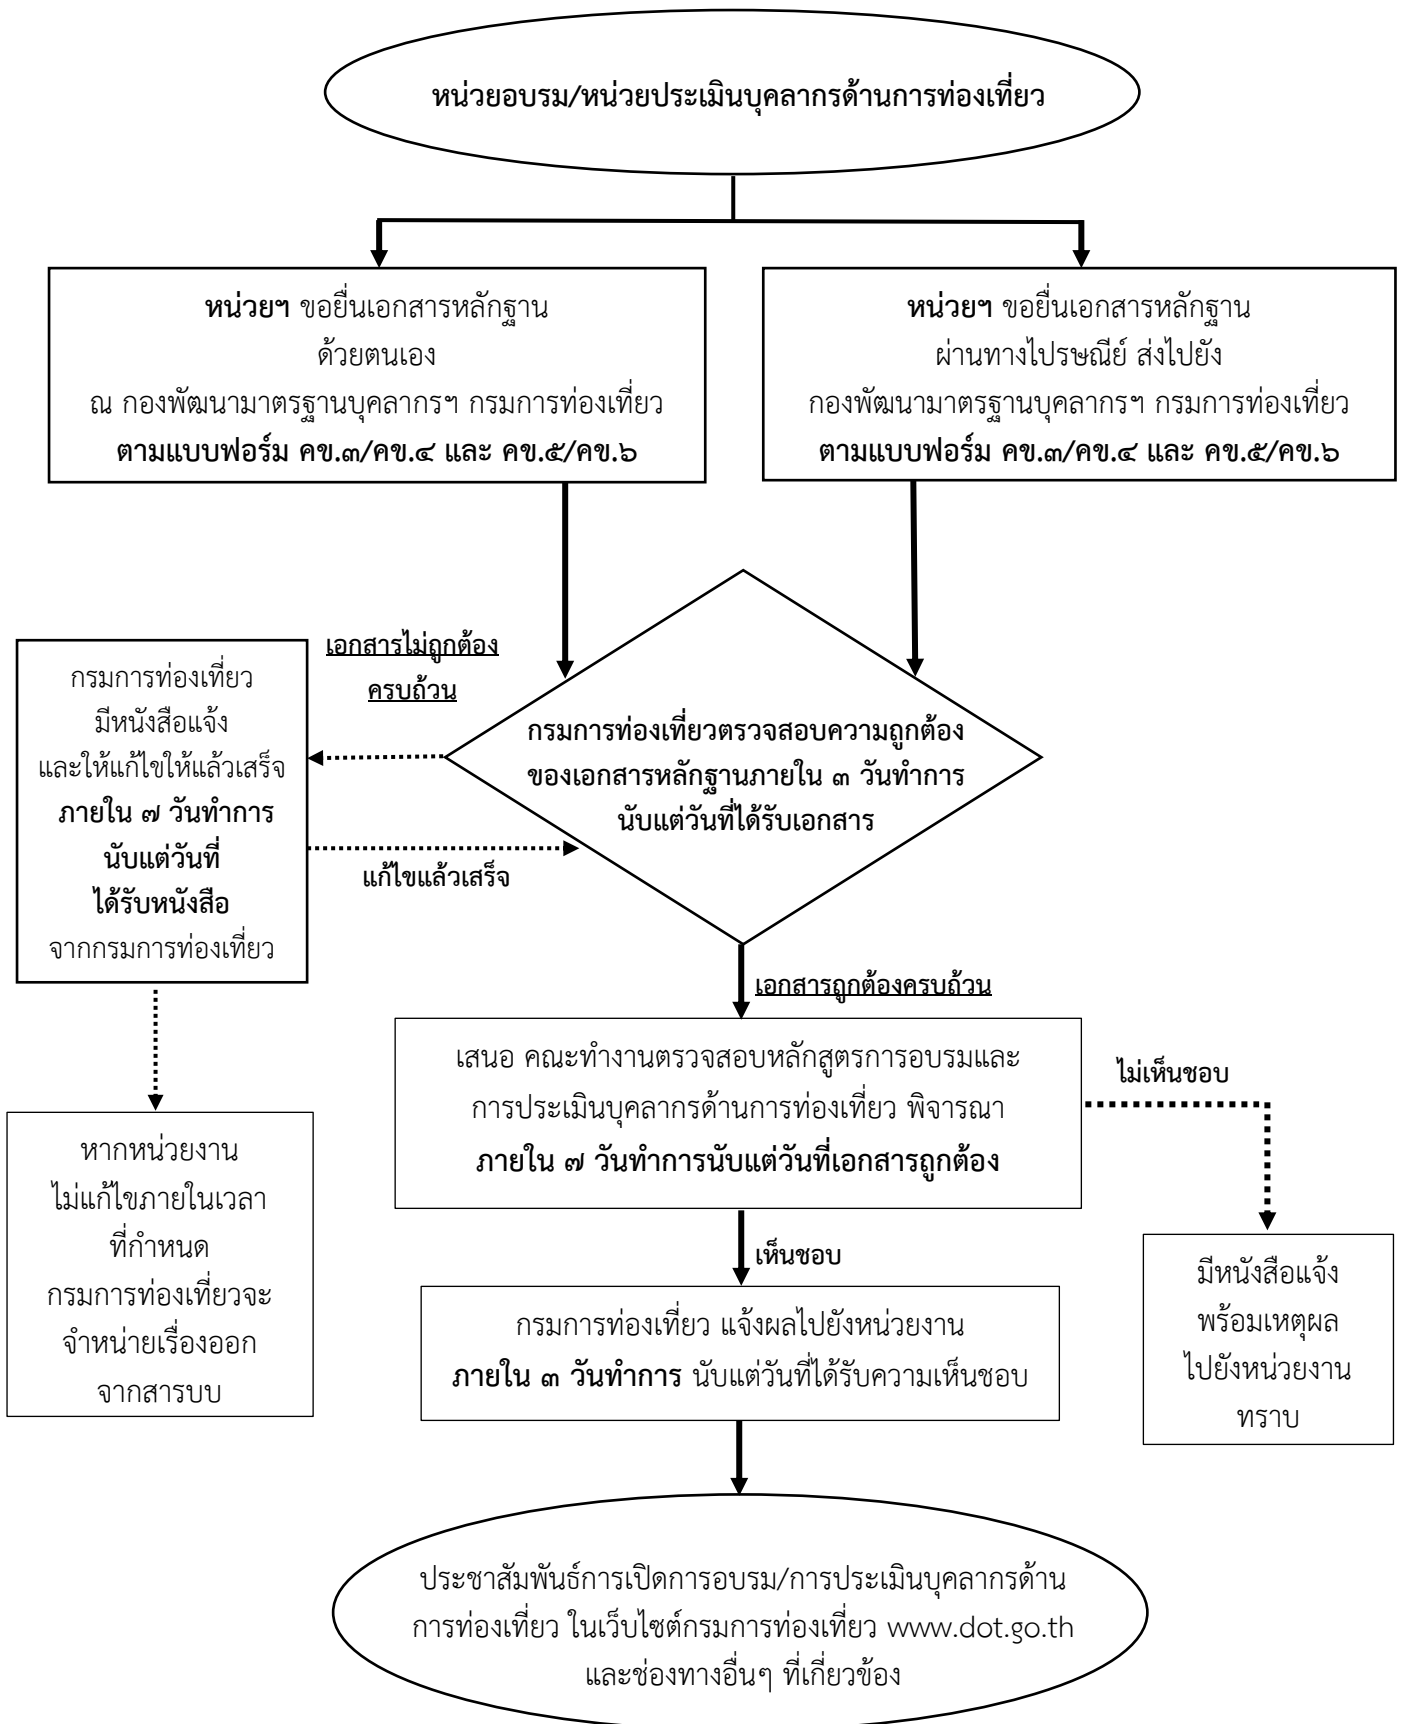 หน่วยอบรม/หน่วยประเมินบุคลากรด้านการท่องเที่ยว
หน่วยฯ ขอยื่นเอกสารหลักฐาน
ด้วยตนเอง
ณ กองพัฒนามาตรฐานบุคลากรฯ กรมการท่องเที่ยว
ตามแบบฟอร์ม คข.๓/คข.๔ และ คข.๕/คข.๖
หน่วยฯ ขอยื่นเอกสารหลักฐาน
ผ่านทางไปรษณีย์ ส่งไปยัง
กองพัฒนามาตรฐานบุคลากรฯ กรมการท่องเที่ยว
ตามแบบฟอร์ม คข.๓/คข.๔ และ คข.๕/คข.๖
กรมการท่องเที่ยวตรวจสอบความถูกต้อง
ของเอกสารหลักฐานภายใน ๓ วันทำการ
นับแต่วันที่ได้รับเอกสาร
เอกสารไม่ถูกต้อง
ครบถ้วน
กรมการท่องเที่ยว
มีหนังสือแจ้ง
และให้แก้ไขให้แล้วเสร็จ
ภายใน ๗ วันทำการ
นับแต่วันที่
ได้รับหนังสือ
จากกรมการท่องเที่ยว
แก้ไขแล้วเสร็จ
หากหน่วยงาน
ไม่แก้ไขภายในเวลา
ที่กำหนด
กรมการท่องเที่ยวจะ
จำหน่ายเรื่องออก
จากสารบบ
เอกสารถูกต้องครบถ้วน
เสนอ คณะทำงานตรวจสอบหลักสูตรการอบรมและ
การประเมินบุคลากรด้านการท่องเที่ยว พิจารณา
ภายใน ๗ วันทำการนับแต่วันที่เอกสารถูกต้อง
ไม่เห็นชอบ
มีหนังสือแจ้ง
พร้อมเหตุผล
ไปยังหน่วยงาน
ทราบ
เห็นชอบ
กรมการท่องเที่ยว แจ้งผลไปยังหน่วยงาน
ภายใน ๓ วันทำการ นับแต่วันที่ได้รับความเห็นชอบ
ประชาสัมพันธ์การเปิดการอบรม/การประเมินบุคลากรด้าน
การท่องเที่ยว ในเว็บไซต์กรมการท่องเที่ยว www.dot.go.th
และช่องทางอื่นๆ ที่เกี่ยวข้อง